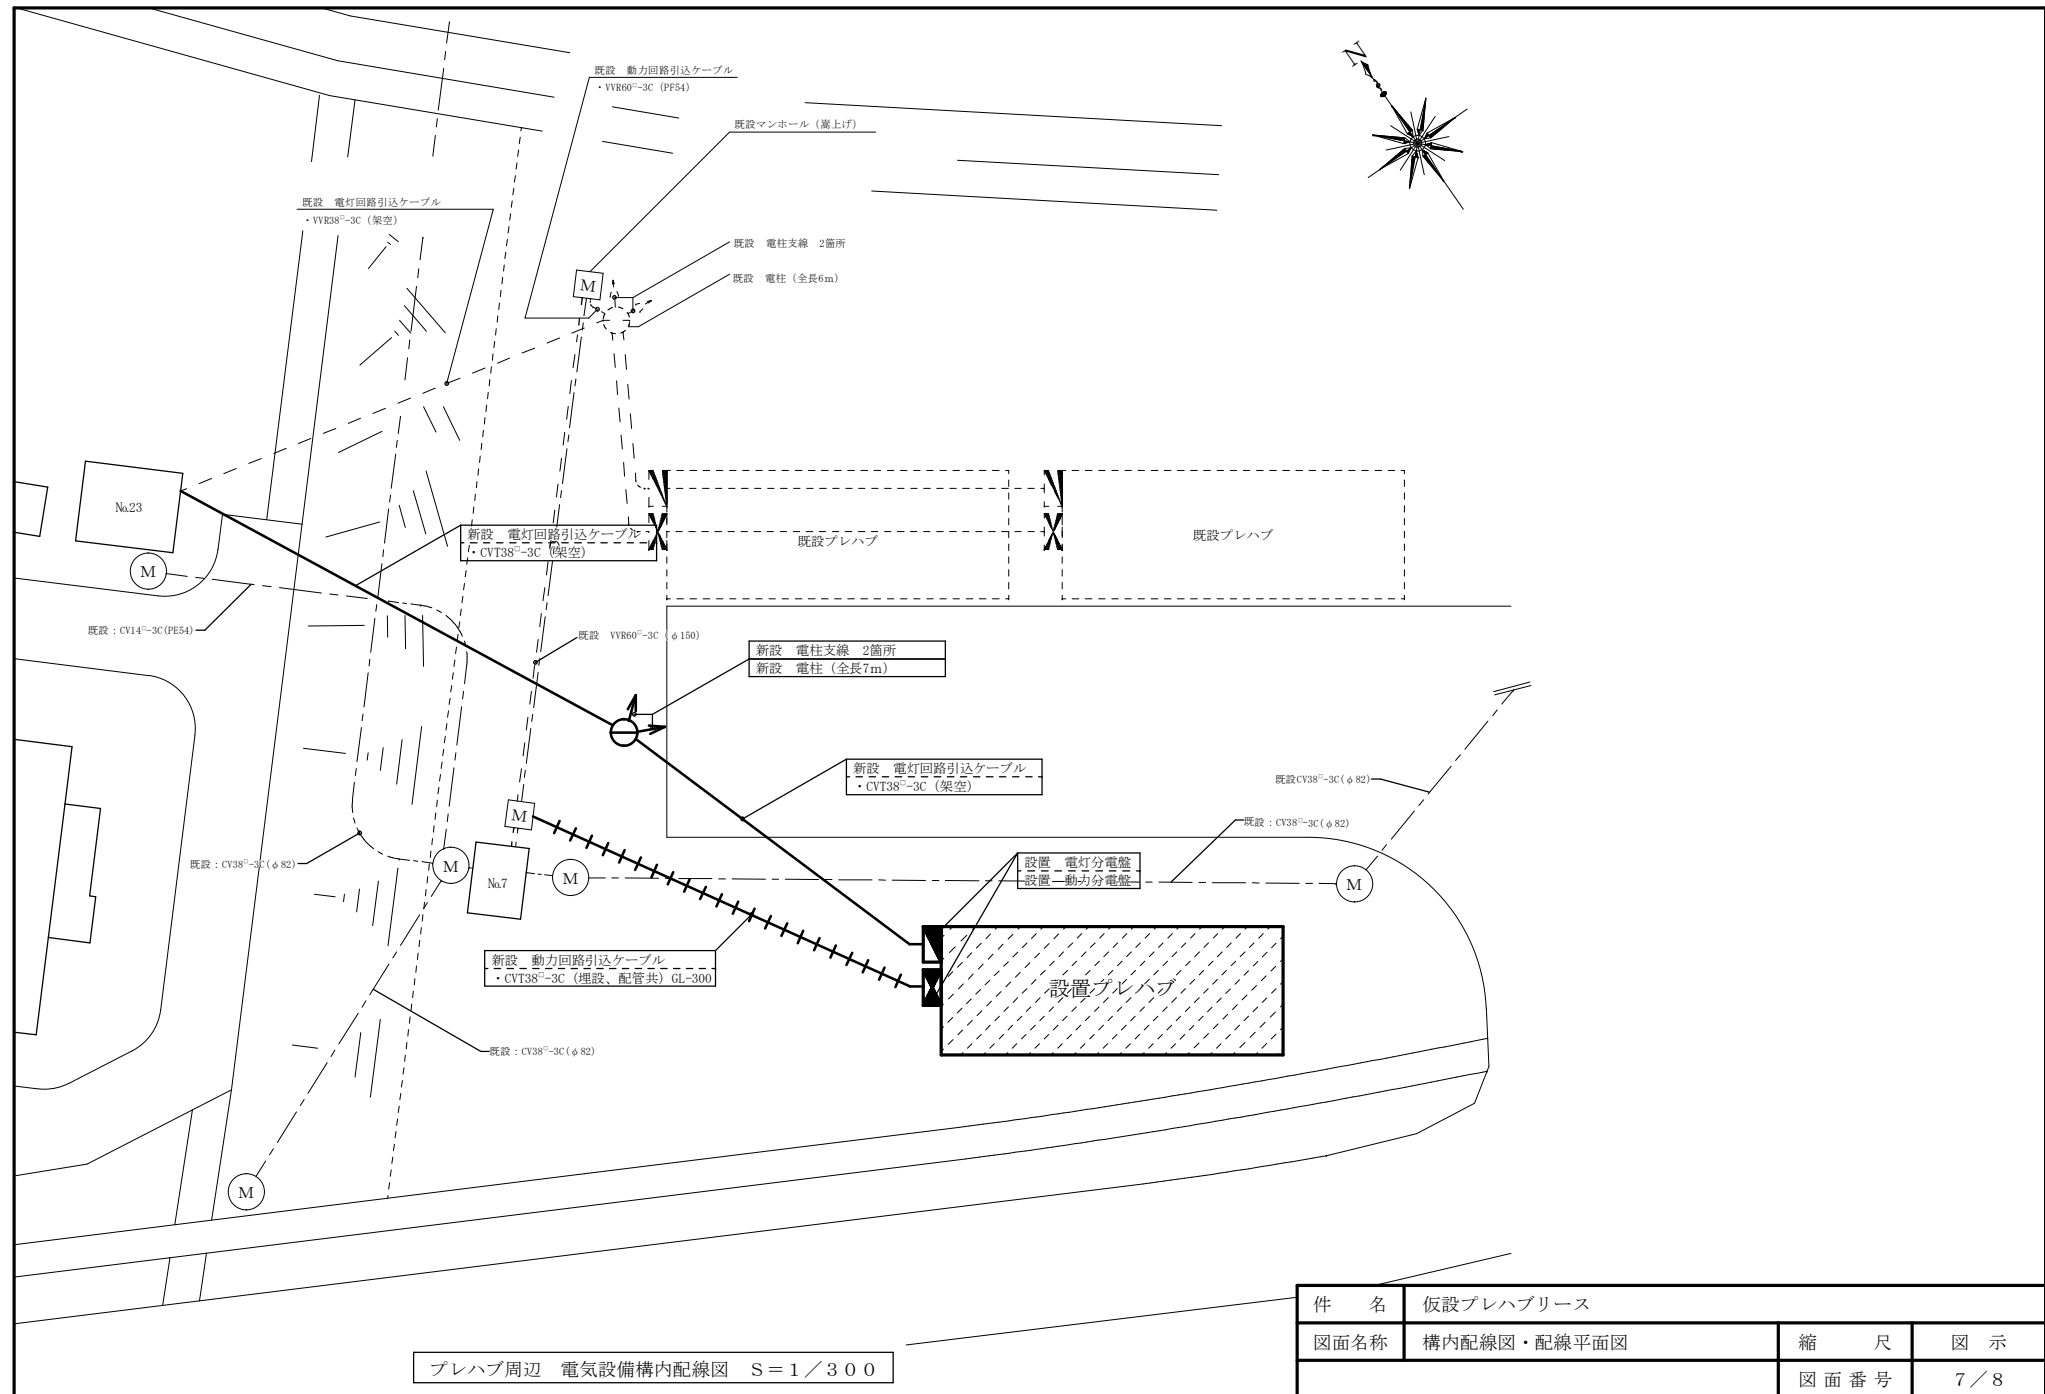 既設　動力回路引込ケーブル
・VVR60□-3C (PF54)
N
既設マンホール（嵩上げ）
既設　電灯回路引込ケーブル
・VVR38□-3C（架空）
既設　電柱支線　2箇所
既設　電柱（全長6m）
M
№23
新設　電灯回路引込ケーブル
・CVT38□-3C（架空）
既設プレハブ
既設プレハブ
M
既設：CV14□-3C(PE54)
既設　VVR60□-3C（φ150）
新設　電柱支線　2箇所
新設　電柱（全長7m）
新設　電灯回路引込ケーブル
・CVT38□-3C（架空）
既設CV38□-3C(φ82)
M
既設：CV38□-3C(φ82)
既設：CV38□-3C(φ82)
M
№7
M
設置　電灯分電盤
設置　動力分電盤
M
新設　動力回路引込ケーブル
・CVT38□-3C（埋設、配管共）GL-300
設置プレハブ
既設：CV38□-3C(φ82)
M
件　名　仮設プレハブリース
図面名称　構内配線図・配線平面図　縮　尺　図　示
図面番号　7／8
プレハブ周辺　電気設備構内配線図　S＝1／300